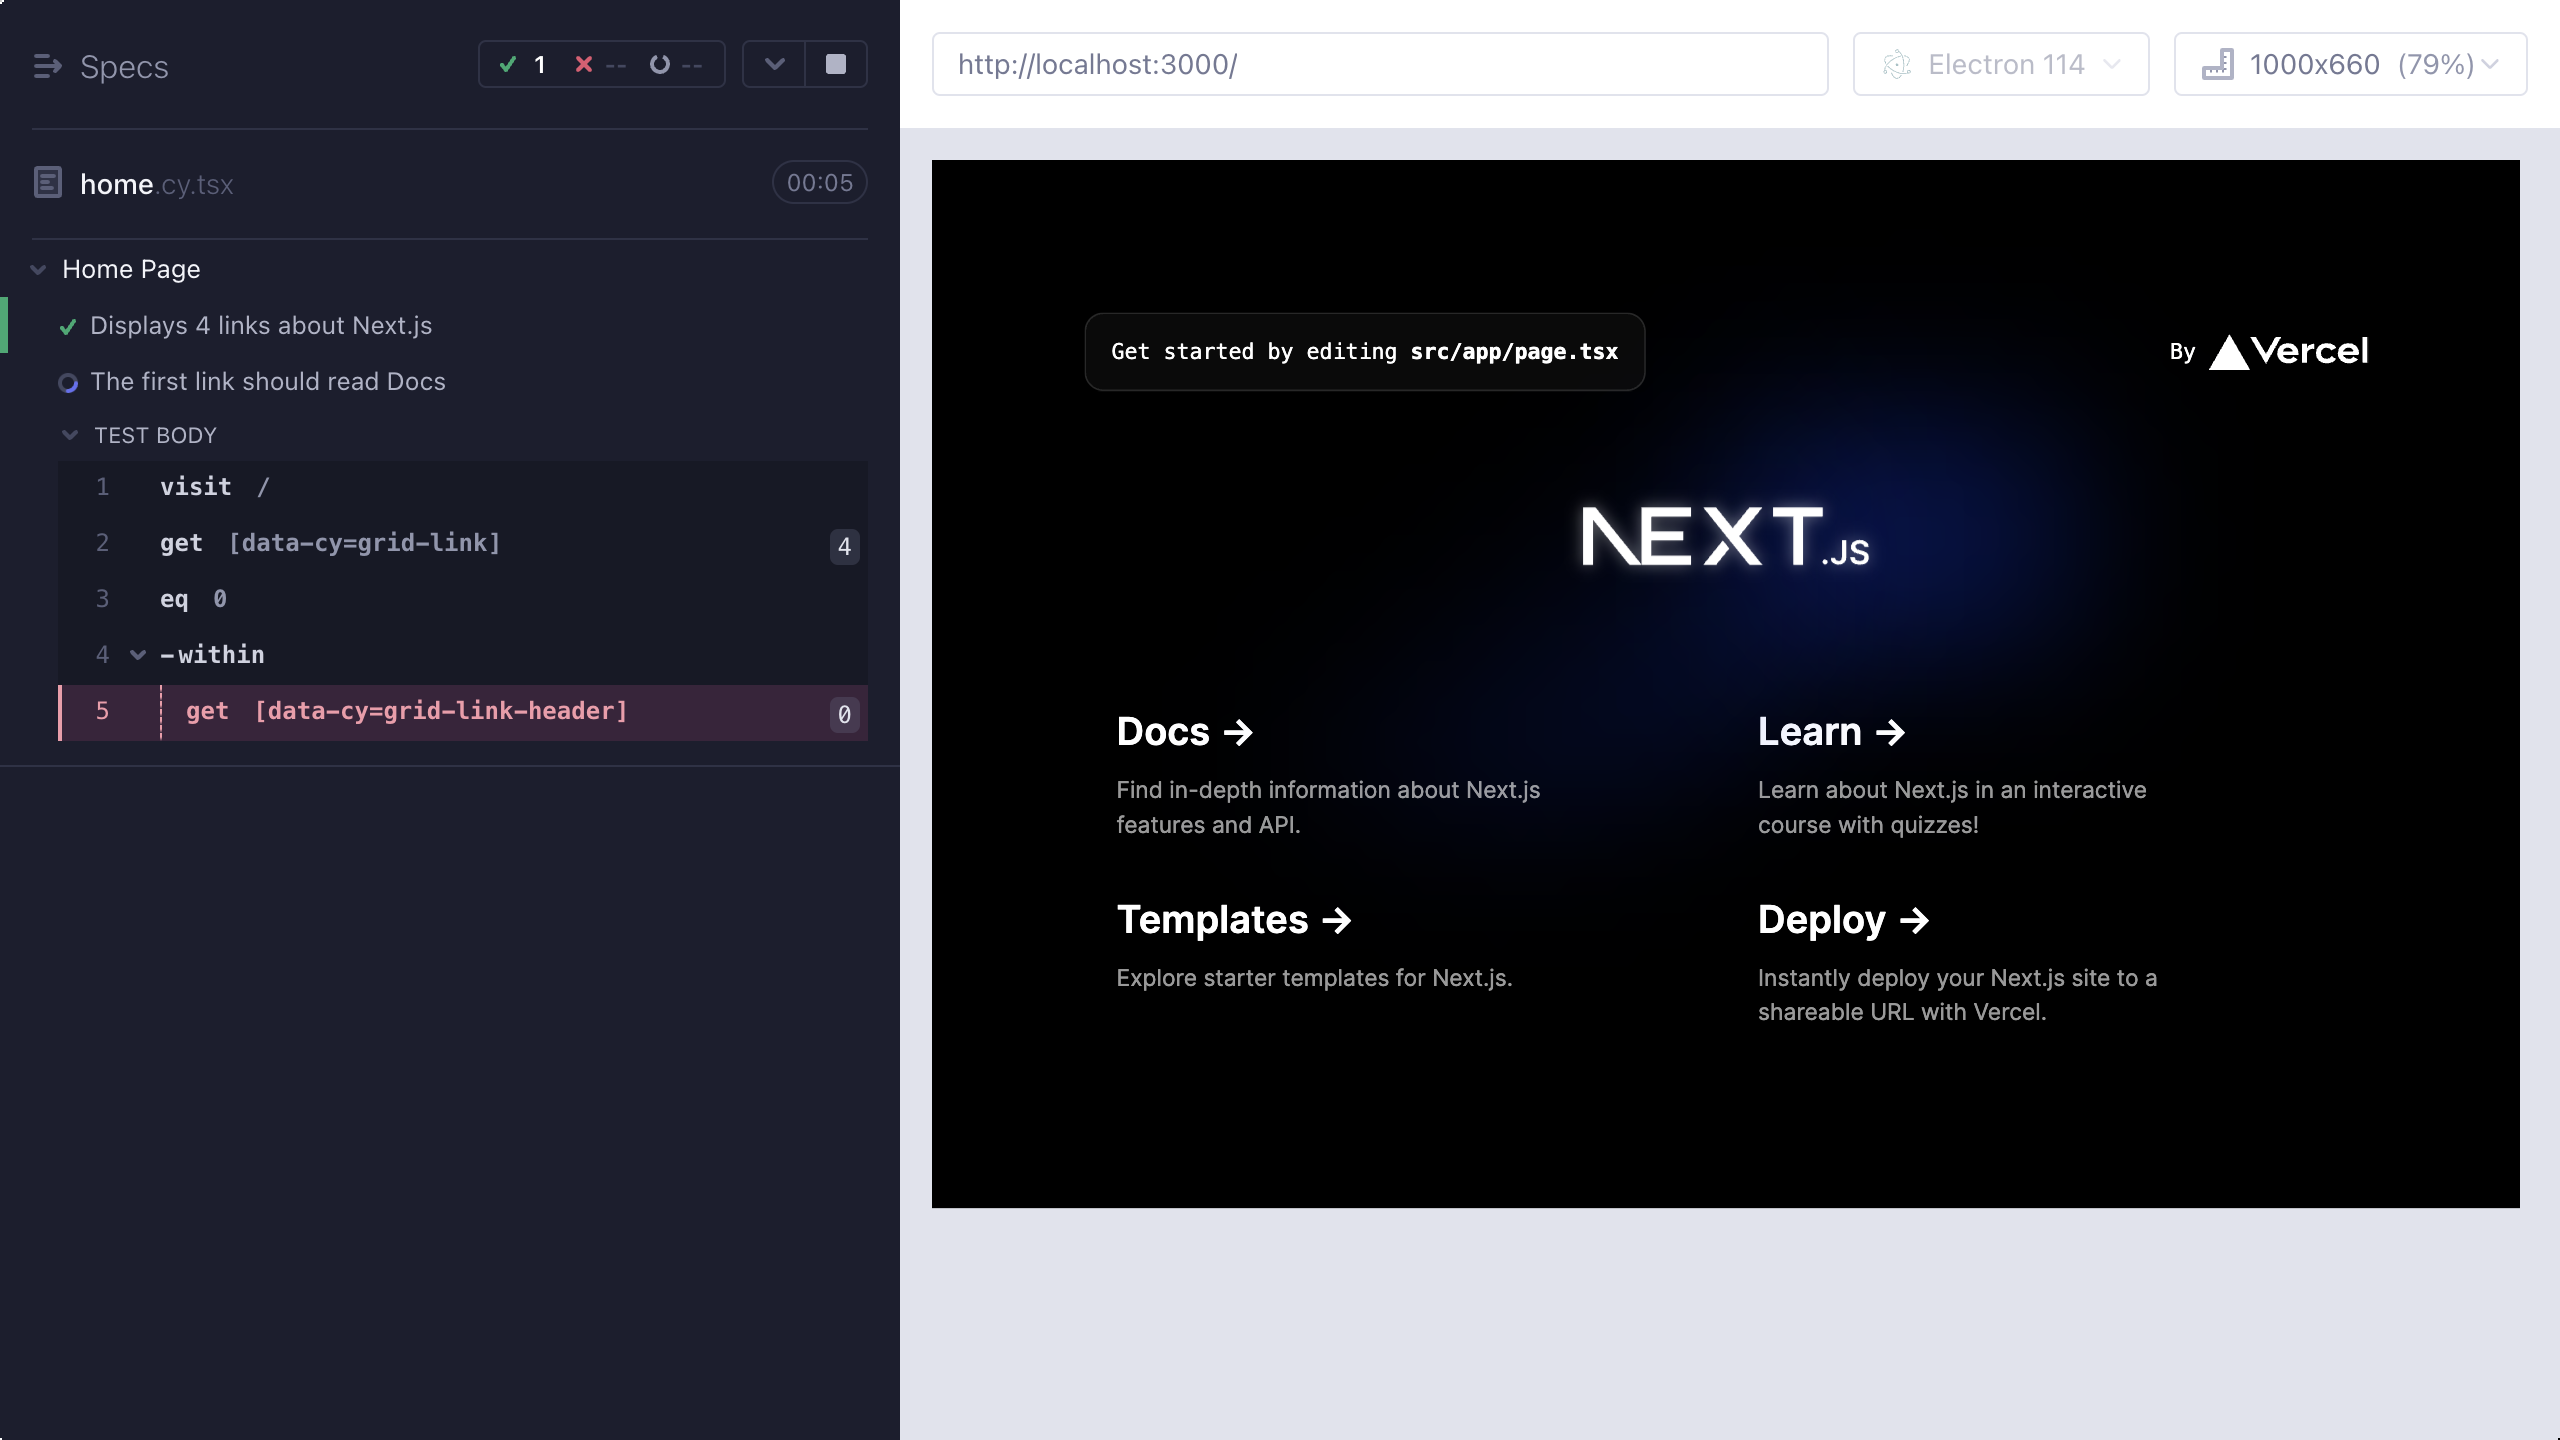 Specs
1 -- --
home.cy.tsx
00:05
Home Page
Displays 4 links about Next.js
The first link should read Docs
TEST BODY
1 visit /
2 get [data-cy=grid-link] 4
3 eq 0
4 -within
5 get [data-cy=grid-link-header] 0
http://localhost:3000/
Electron 114
1000x660 (79%)
Get started by editing src/app/page.tsx
By Vercel
NEXT.JS
Docs →
Find in-depth information about Next.js
features and API.
Learn →
Learn about Next.js in an interactive
course with quizzes!
Templates →
Explore starter templates for Next.js.
Deploy →
Instantly deploy your Next.js site to a
shareable URL with Vercel.